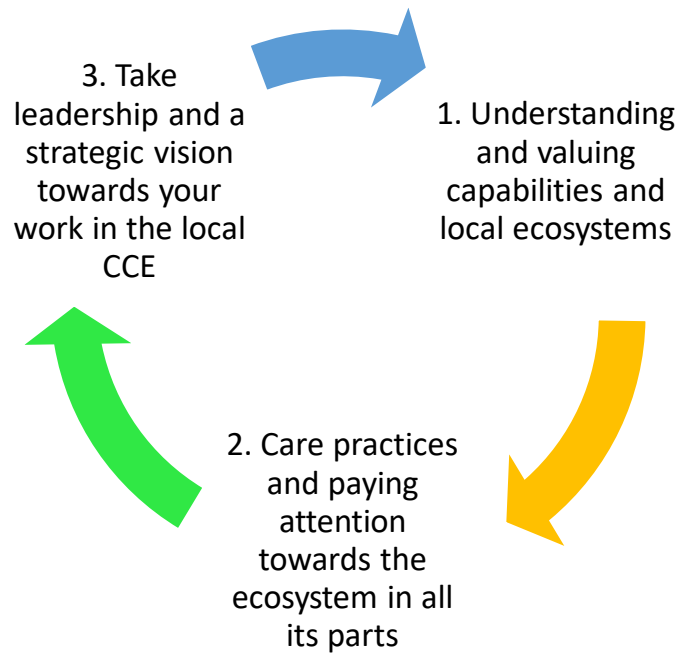 3. Take
leadership and a
strategic vision
towards your
work in the local
CCE
1. Understanding
and valuing
capabilities and
local ecosystems
2. Care practices
and paying
attention
towards the
ecosystem in all
its parts